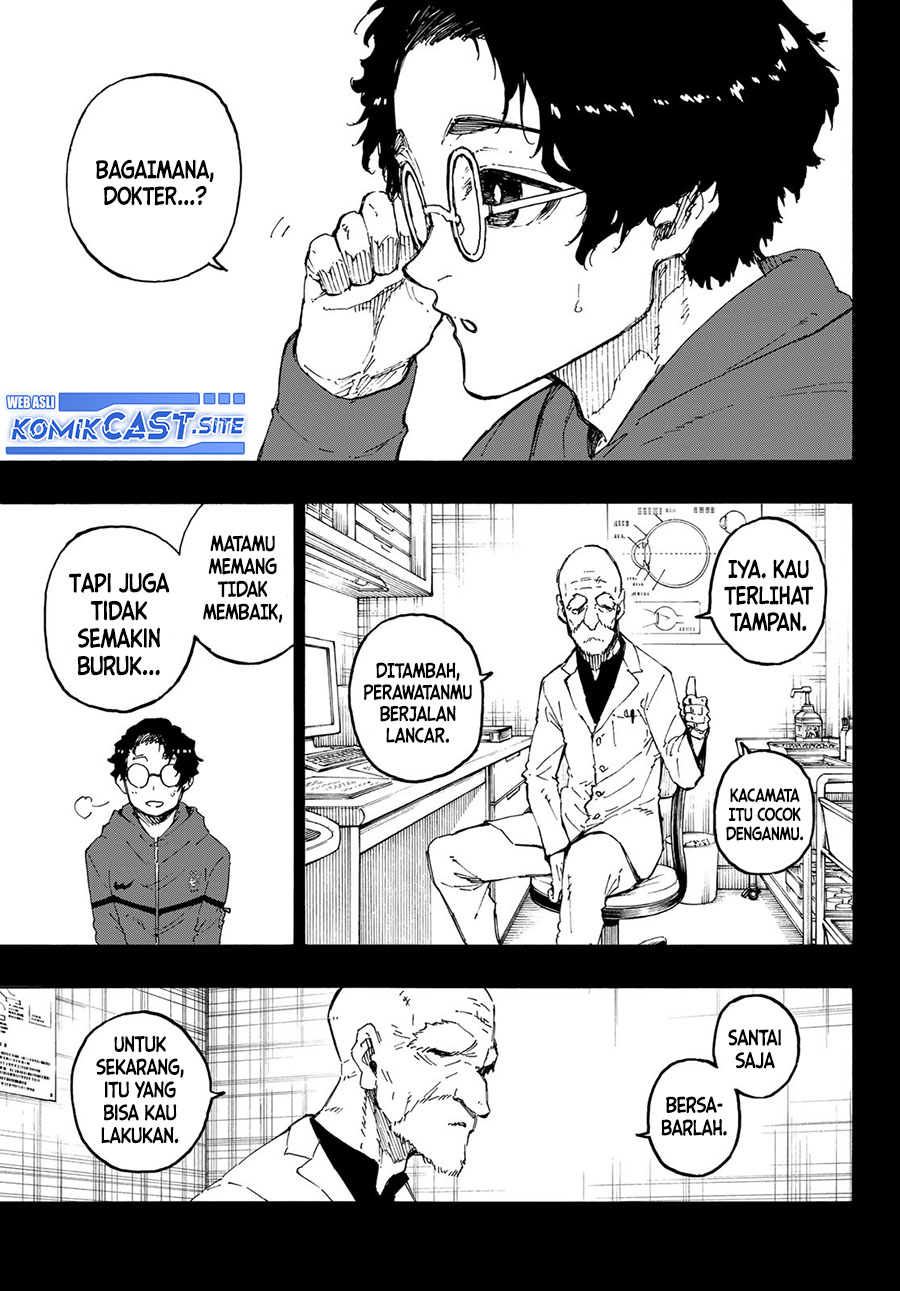 BAGAIMANA,
DOKTER...?
WEB ASLI
KOMIKCAST.SITE
IYA. KAU
TERLIHAT
TAMPAN.
KACAMATA
ITU COCOK
DENGANMU.
DITAMBAH,
PERAWATANMU
BERJALAN
LANCAR.
MATAMU
MEMANG
TIDAK
MEMBAIK,
TAPI JUGA
TIDAK
SEMAKIN
BURUK...
SANTAI
SAJA
BERSA-
BARLAH.
UNTUK
SEKARANG,
ITU YANG
BISA KAU
LAKUKAN.